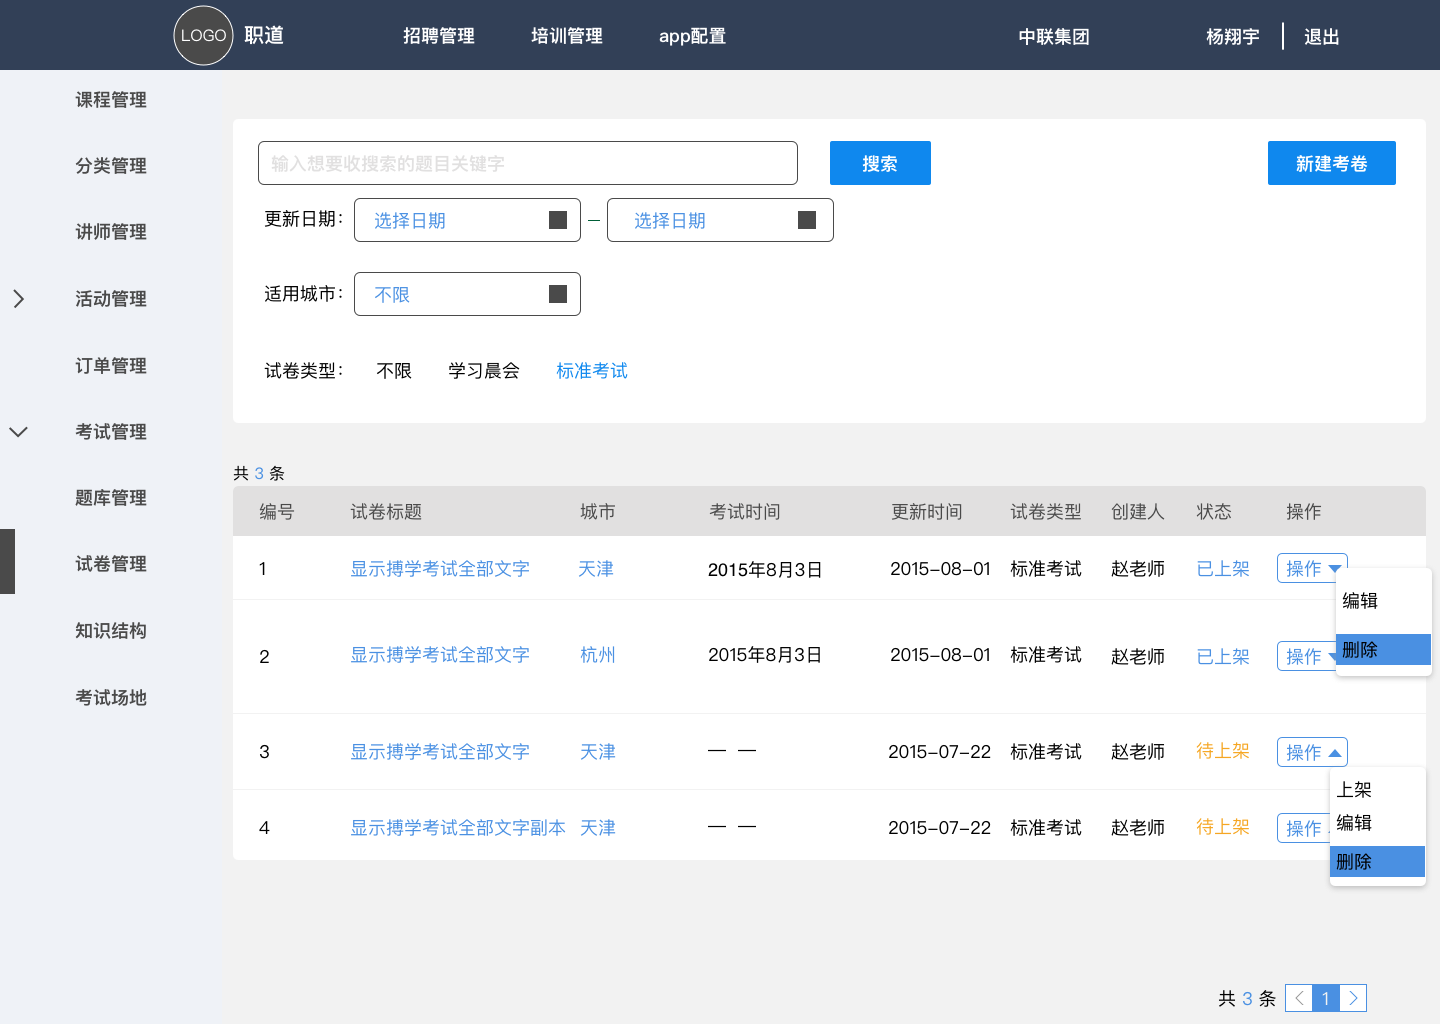 LOGO 职道 招聘管理 培训管理 app配置 中联集团 杨翔宇 退出
课程管理
分类管理
讲师管理
活动管理
订单管理
考试管理
题库管理
试卷管理
知识结构
考试场地
输入想要收搜索的题目关键字 搜索 新建考卷
更新日期： 选择日期 — 选择日期
适用城市： 不限
试卷类型： 不限 学习晨会 标准考试
共 3 条
编号 试卷标题 城市 考试时间 更新时间 试卷类型 创建人 状态 操作
1 显示搏学考试全部文字 天津 2015年8月3日 2015-08-01 标准考试 赵老师 已上架 操作
编辑
删除
2 显示搏学考试全部文字 杭州 2015年8月3日 2015-08-01 标准考试 赵老师 已上架 操作
3 显示搏学考试全部文字 天津 — — 2015-07-22 标准考试 赵老师 待上架 操作
上架
编辑
删除
4 显示搏学考试全部文字副本 天津 — — 2015-07-22 标准考试 赵老师 待上架 操作
共 3 条 < 1 >